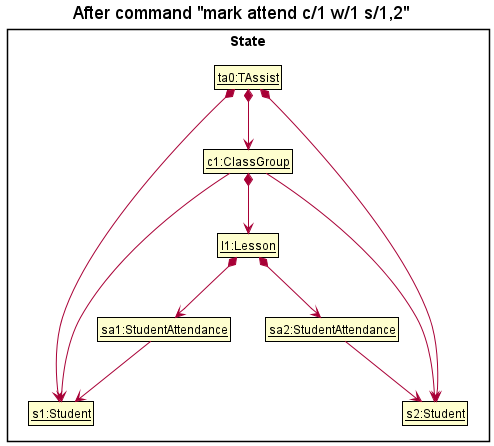 After command "mark attend c/1 w/1 s/1,2"
State
ta0:TAssist
c1:ClassGroup
l1:Lesson
sa1:StudentAttendance
sa2:StudentAttendance
s1:Student
s2:Student